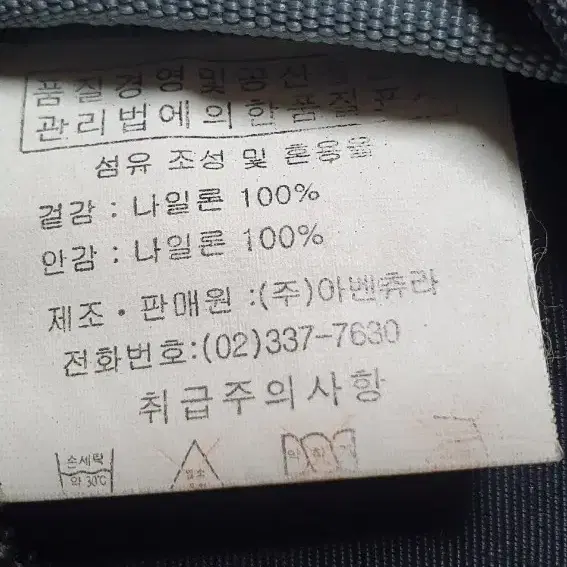 품질경영및공산
관리법에의한품질표
섬유 조성 및 혼용율
겉감 : 나일론 100%
안감 : 나일론 100%
제조·판매원 :(주)아벤츄라
전화번호:(02)337-7630
취급주의사항
손세탁
약 30℃